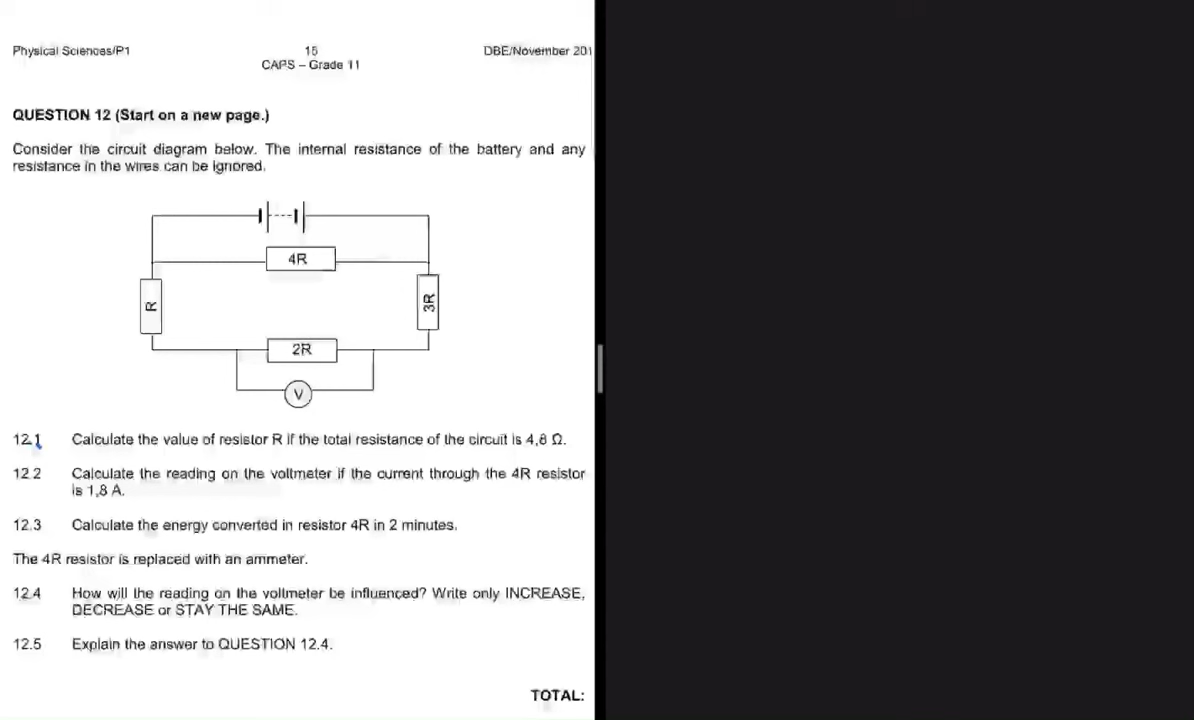 Physical Sciences/P1 15 DBE/November 201
CAPS – Grade 11
QUESTION 12 (Start on a new page.)
Consider the circuit diagram below. The internal resistance of the battery and any
resistance in the wires can be ignored.
4R
R
3R
2R
V
12.1 Calculate the value of resistor R if the total resistance of the circuit is 4,8 Ω.
12.2 Calculate the reading on the voltmeter if the current through the 4R resistor
is 1,8 A.
12.3 Calculate the energy converted in resistor 4R in 2 minutes.
The 4R resistor is replaced with an ammeter.
12.4 How will the reading on the voltmeter be influenced? Write only INCREASE,
DECREASE or STAY THE SAME.
12.5 Explain the answer to QUESTION 12.4.
TOTAL: